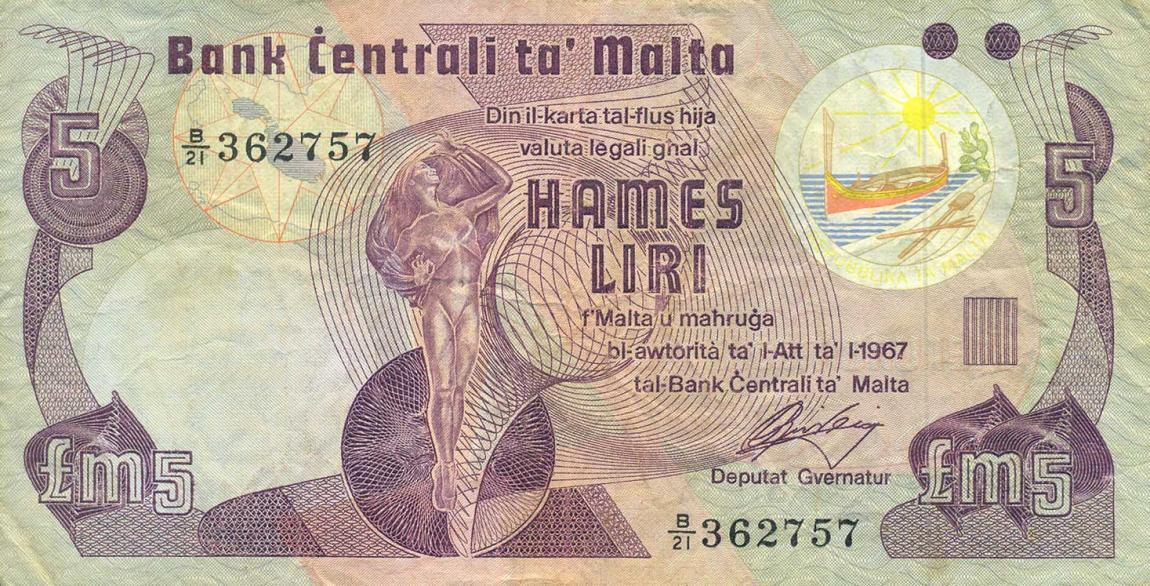 Bank Ċentrali ta' Malta
5
B/21 362757
Din il-karta tal-flus hija
valuta legali għal
5
ĦAMES
LIRI
REPUBBLIKA TA' MALTA
f'Malta u maħruġa
bl-awtorità ta' l-Att ta' l-1967
tal-Bank Ċentrali ta' Malta
Deputat Gvernatur
£m5
£m5
B/21 362757